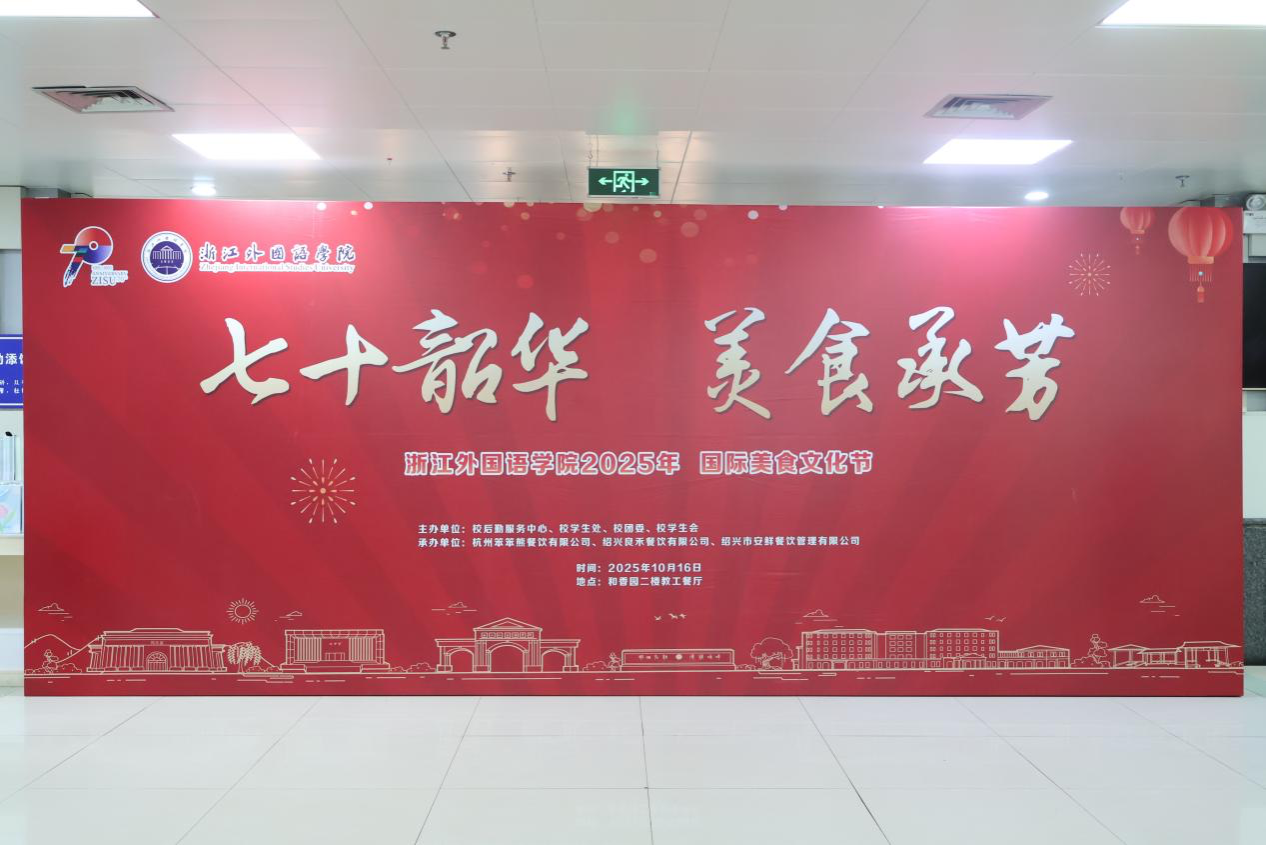 ANNIVERSARY
ZISU
浙江外国語學院
Zhejiang International Studies University
七十韶华 美食承芳
浙江外国语学院2025年 国际美食文化节
主办单位：校后勤服务中心、校学生处、校团委、校学生会
承办单位：杭州笨笨熊餐饮有限公司、绍兴良禾餐饮有限公司、绍兴市安鲜餐饮管理有限公司
时间：2025年10月16日
地点：和香园二楼教工餐厅